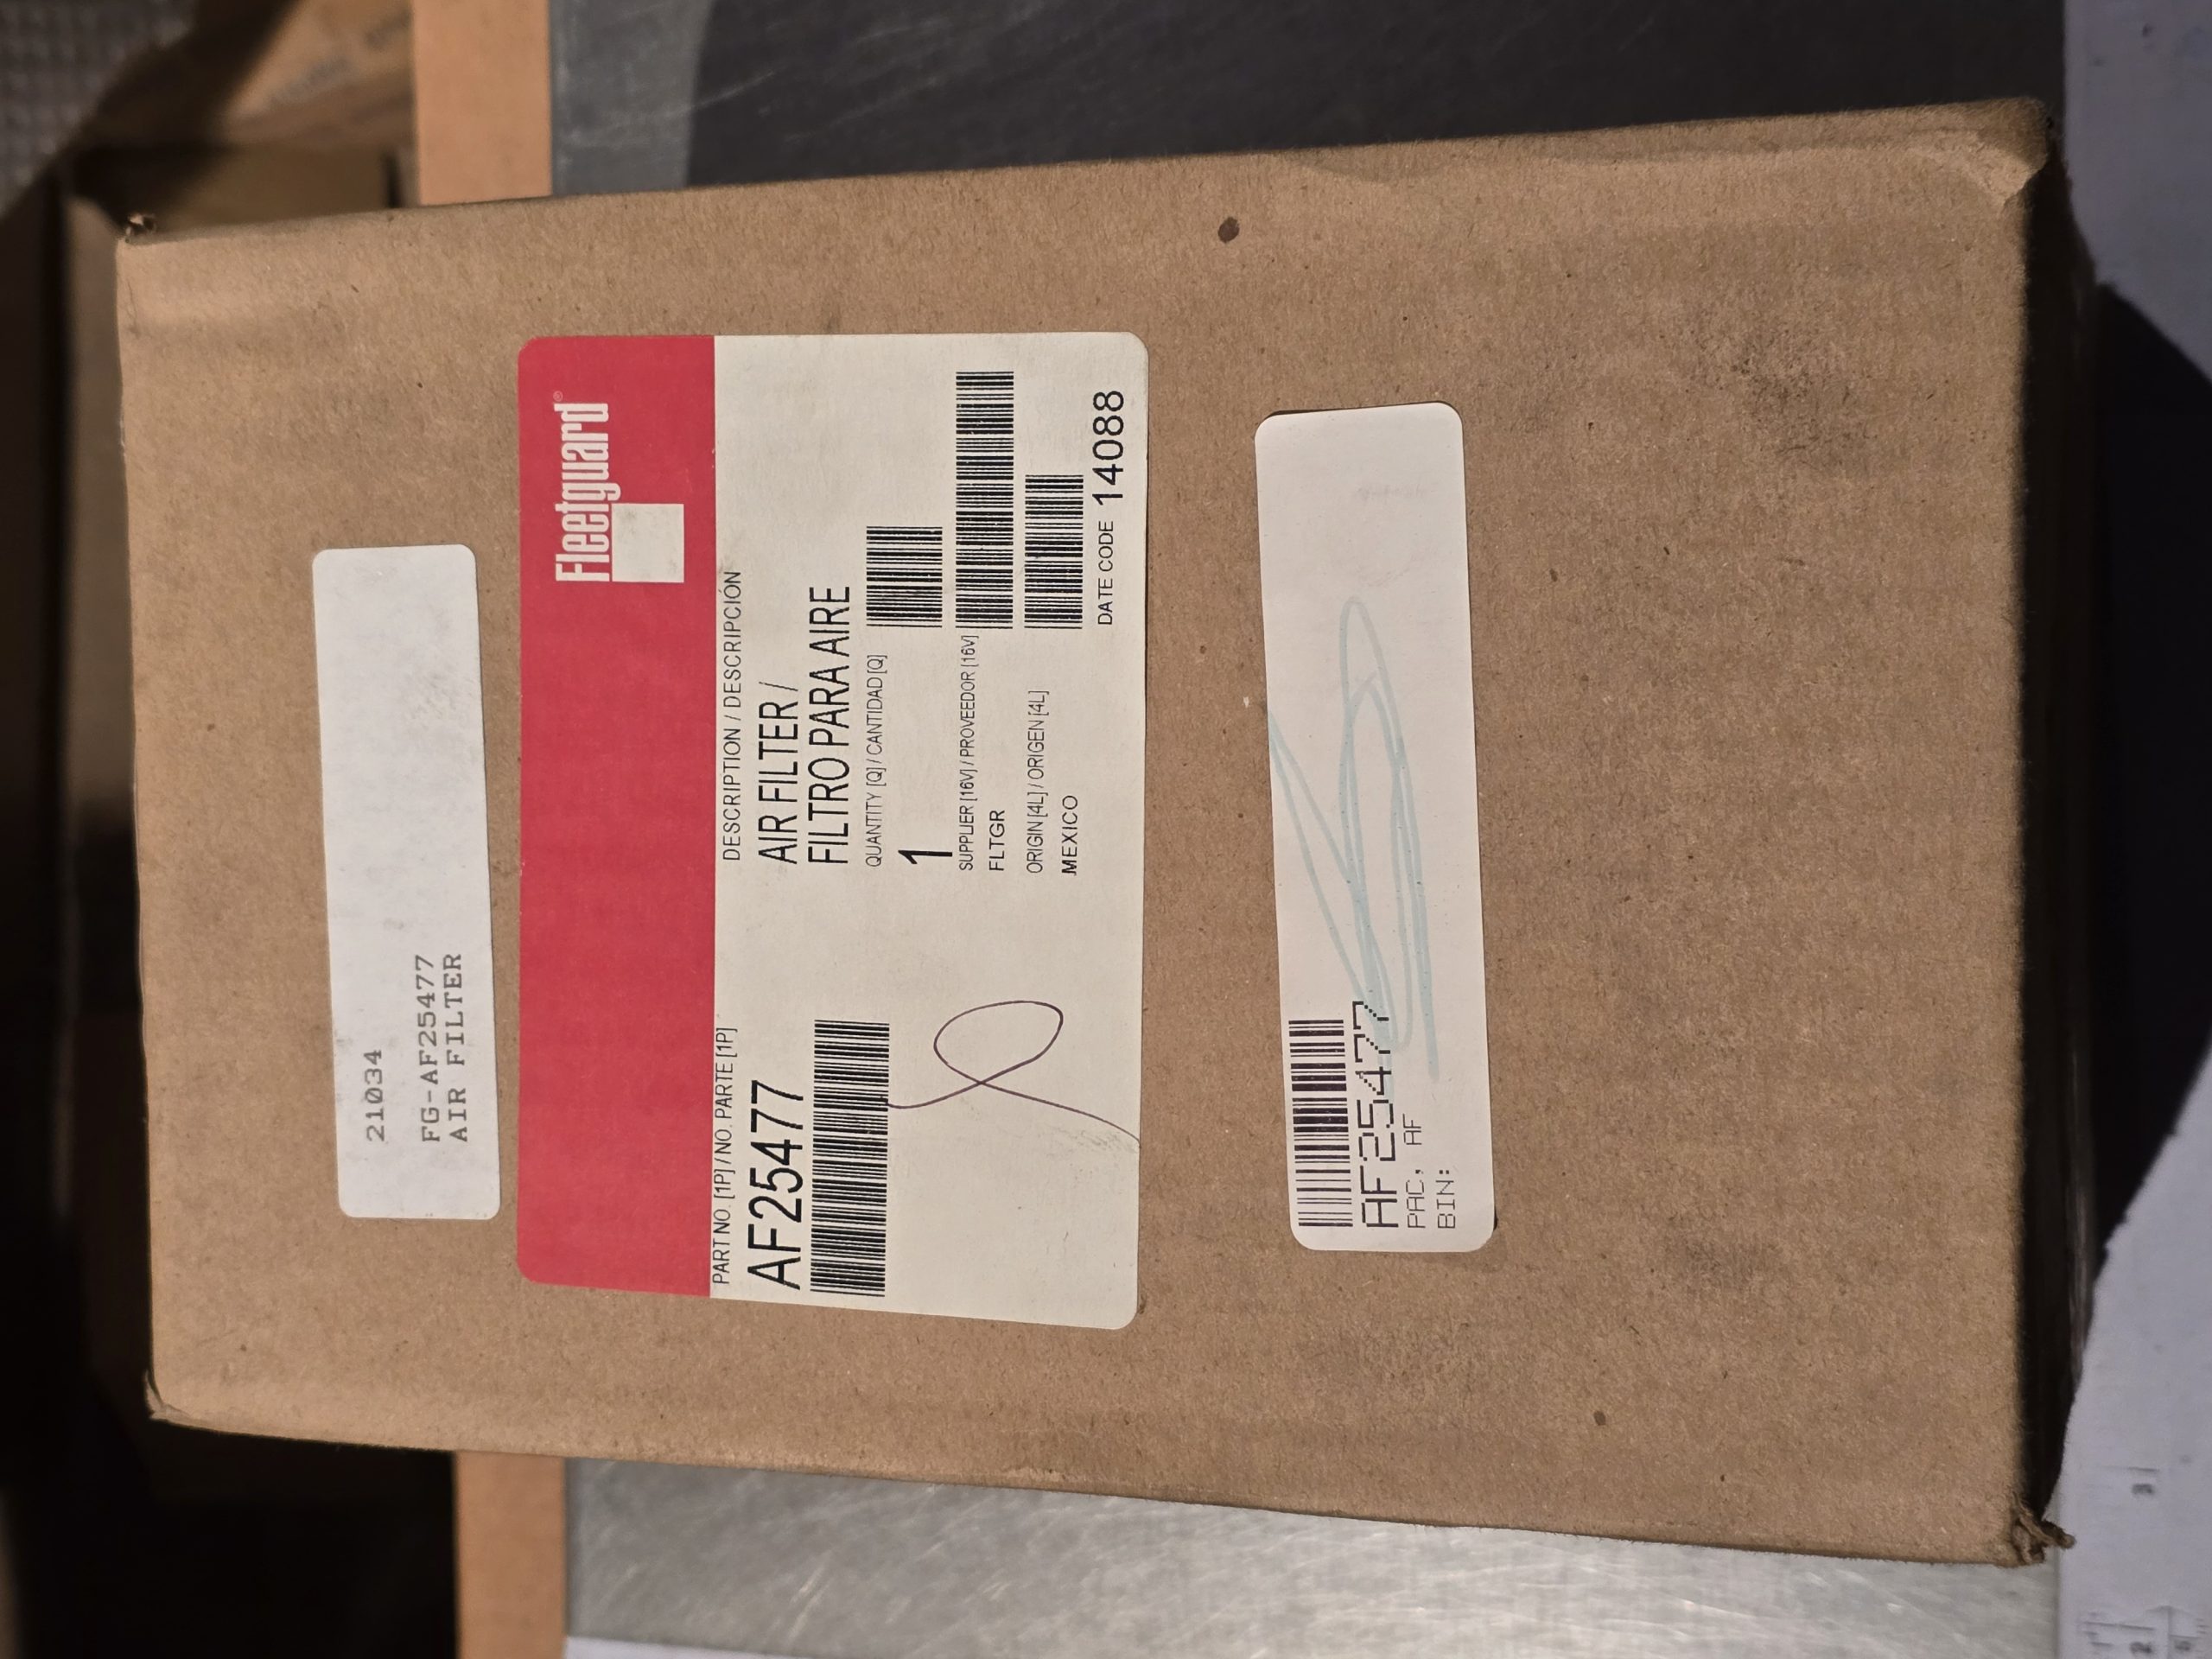 21034
FG-AF25477
AIR FILTER
Fleetguard®
PART NO. [1P] / NO. PARTE [1P]
AF25477
DESCRIPTION / DESCRIPCIÓN
AIR FILTER /
FILTRO PARA AIRE
QUANTITY [Q] / CANTIDAD [Q]
1
SUPPLIER [16V] / PROVEEDOR [16V]
FLTGR
ORIGIN [4L] / ORIGEN [4L]
MEXICO
DATE CODE 14088
AF25477
PAC, AF
BIN:
3
2